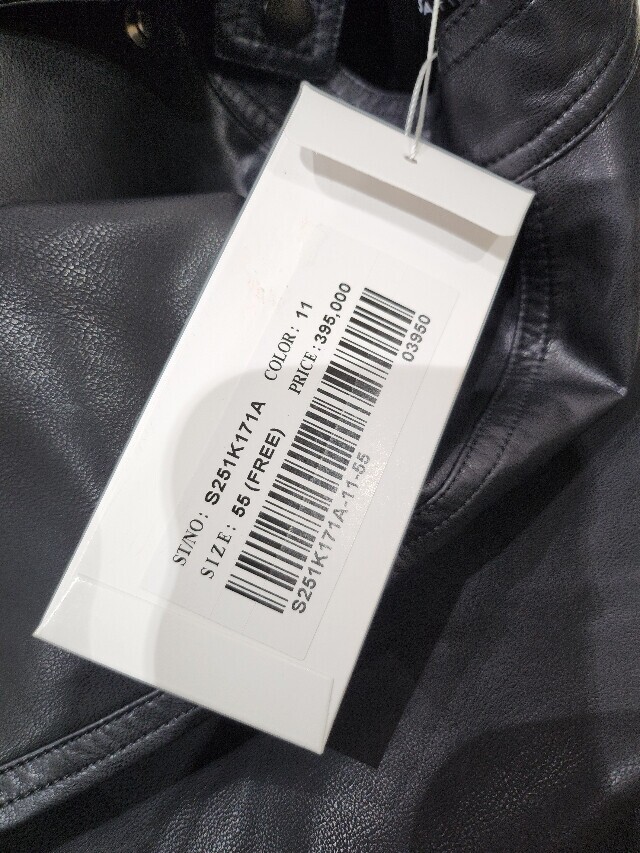 ST/NO: S251K171A COLOR: 11
SIZE: 55 (FREE) PRICE: 395,000
S251K171A-11-55 03950